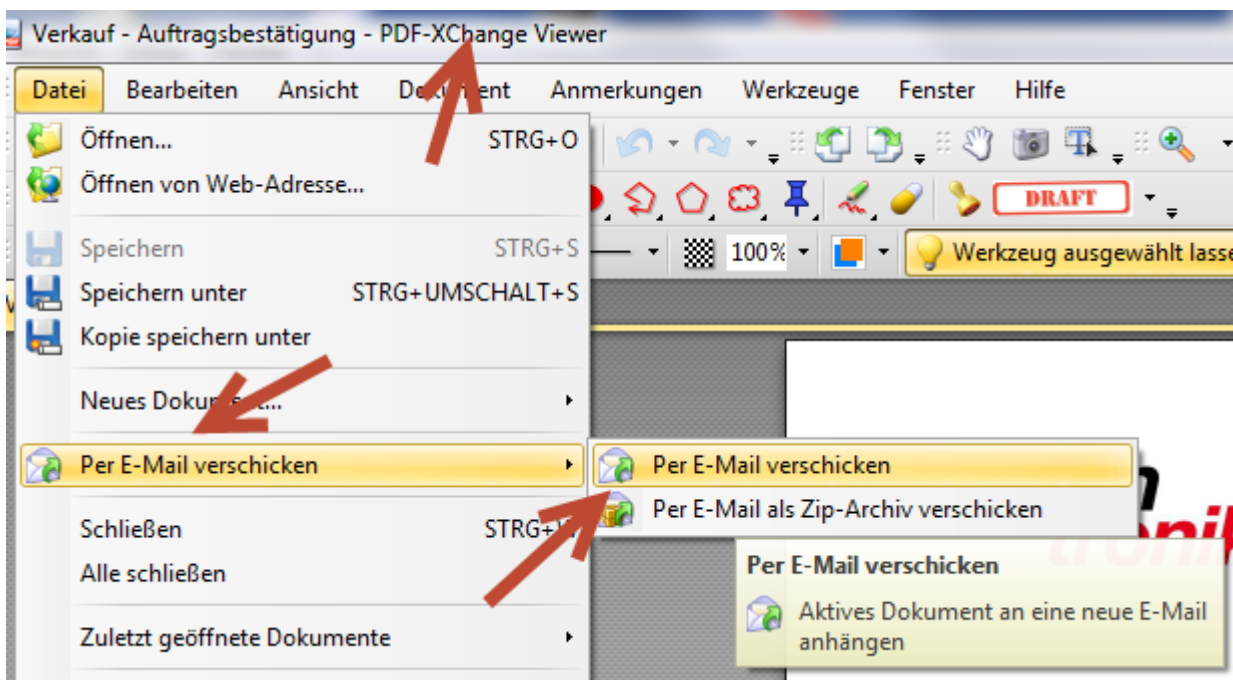 Verkauf - Auftragsbestätigung - PDF-XChange Viewer
Datei Bearbeiten Ansicht Dokument Anmerkungen Werkzeuge Fenster Hilfe
Öffnen... STRG+O
Öffnen von Web-Adresse...
DRAFT
Speichern STRG+S
100%
Werkzeug ausgewählt lasse
Speichern unter STRG+UMSCHALT+S
Kopie speichern unter
Neues Dokument...
Per E-Mail verschicken
Per E-Mail verschicken
Per E-Mail als Zip-Archiv verschicken
Schließen
Alle schließen
Per E-Mail verschicken
Aktives Dokument an eine neue E-Mail
anhängen
Zuletzt geöffnete Dokumente